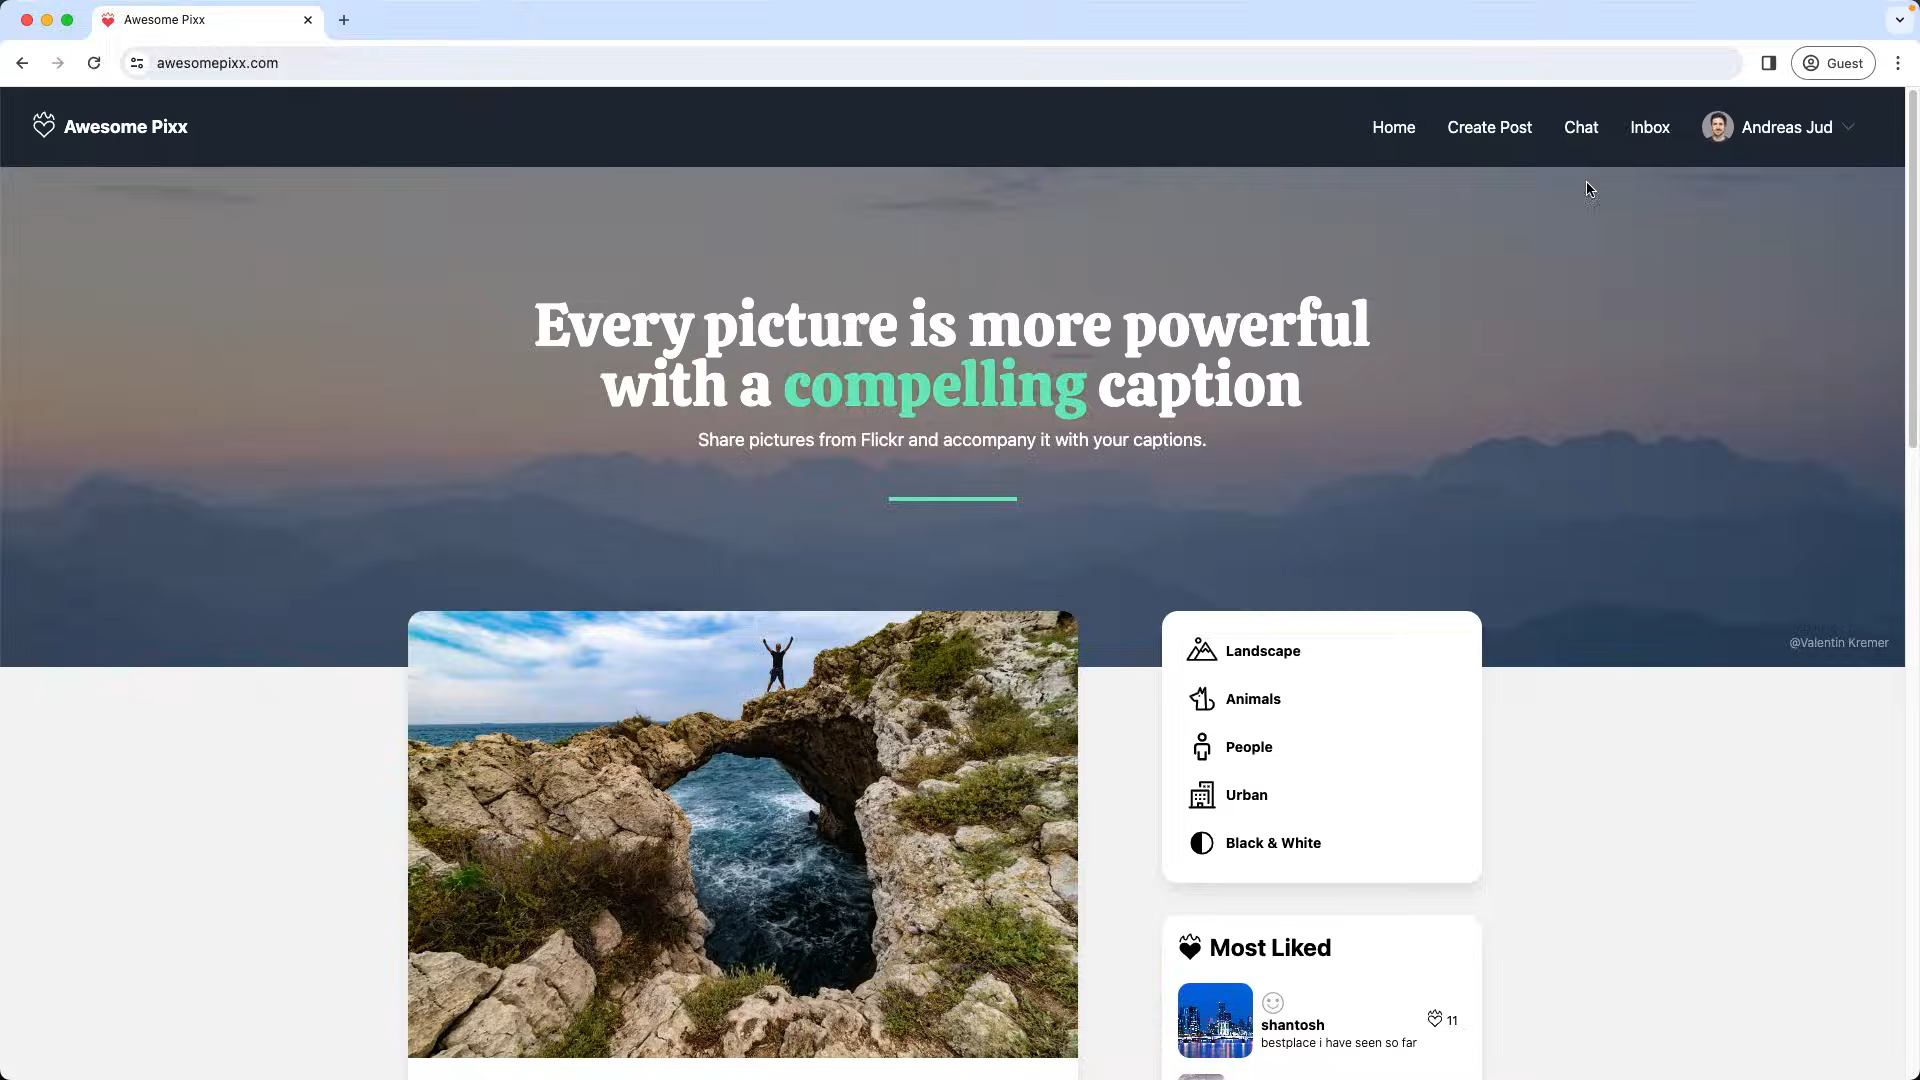 Awesome Pixx
awesomepixx.com
Guest
Awesome Pixx
Home
Create Post
Chat
Inbox
Andreas Jud
Every picture is more powerful
with a compelling caption
Share pictures from Flickr and accompany it with your captions.
@Valentin Kremer
Landscape
Animals
People
Urban
Black & White
Most Liked
shantosh
bestplace i have seen so far
11